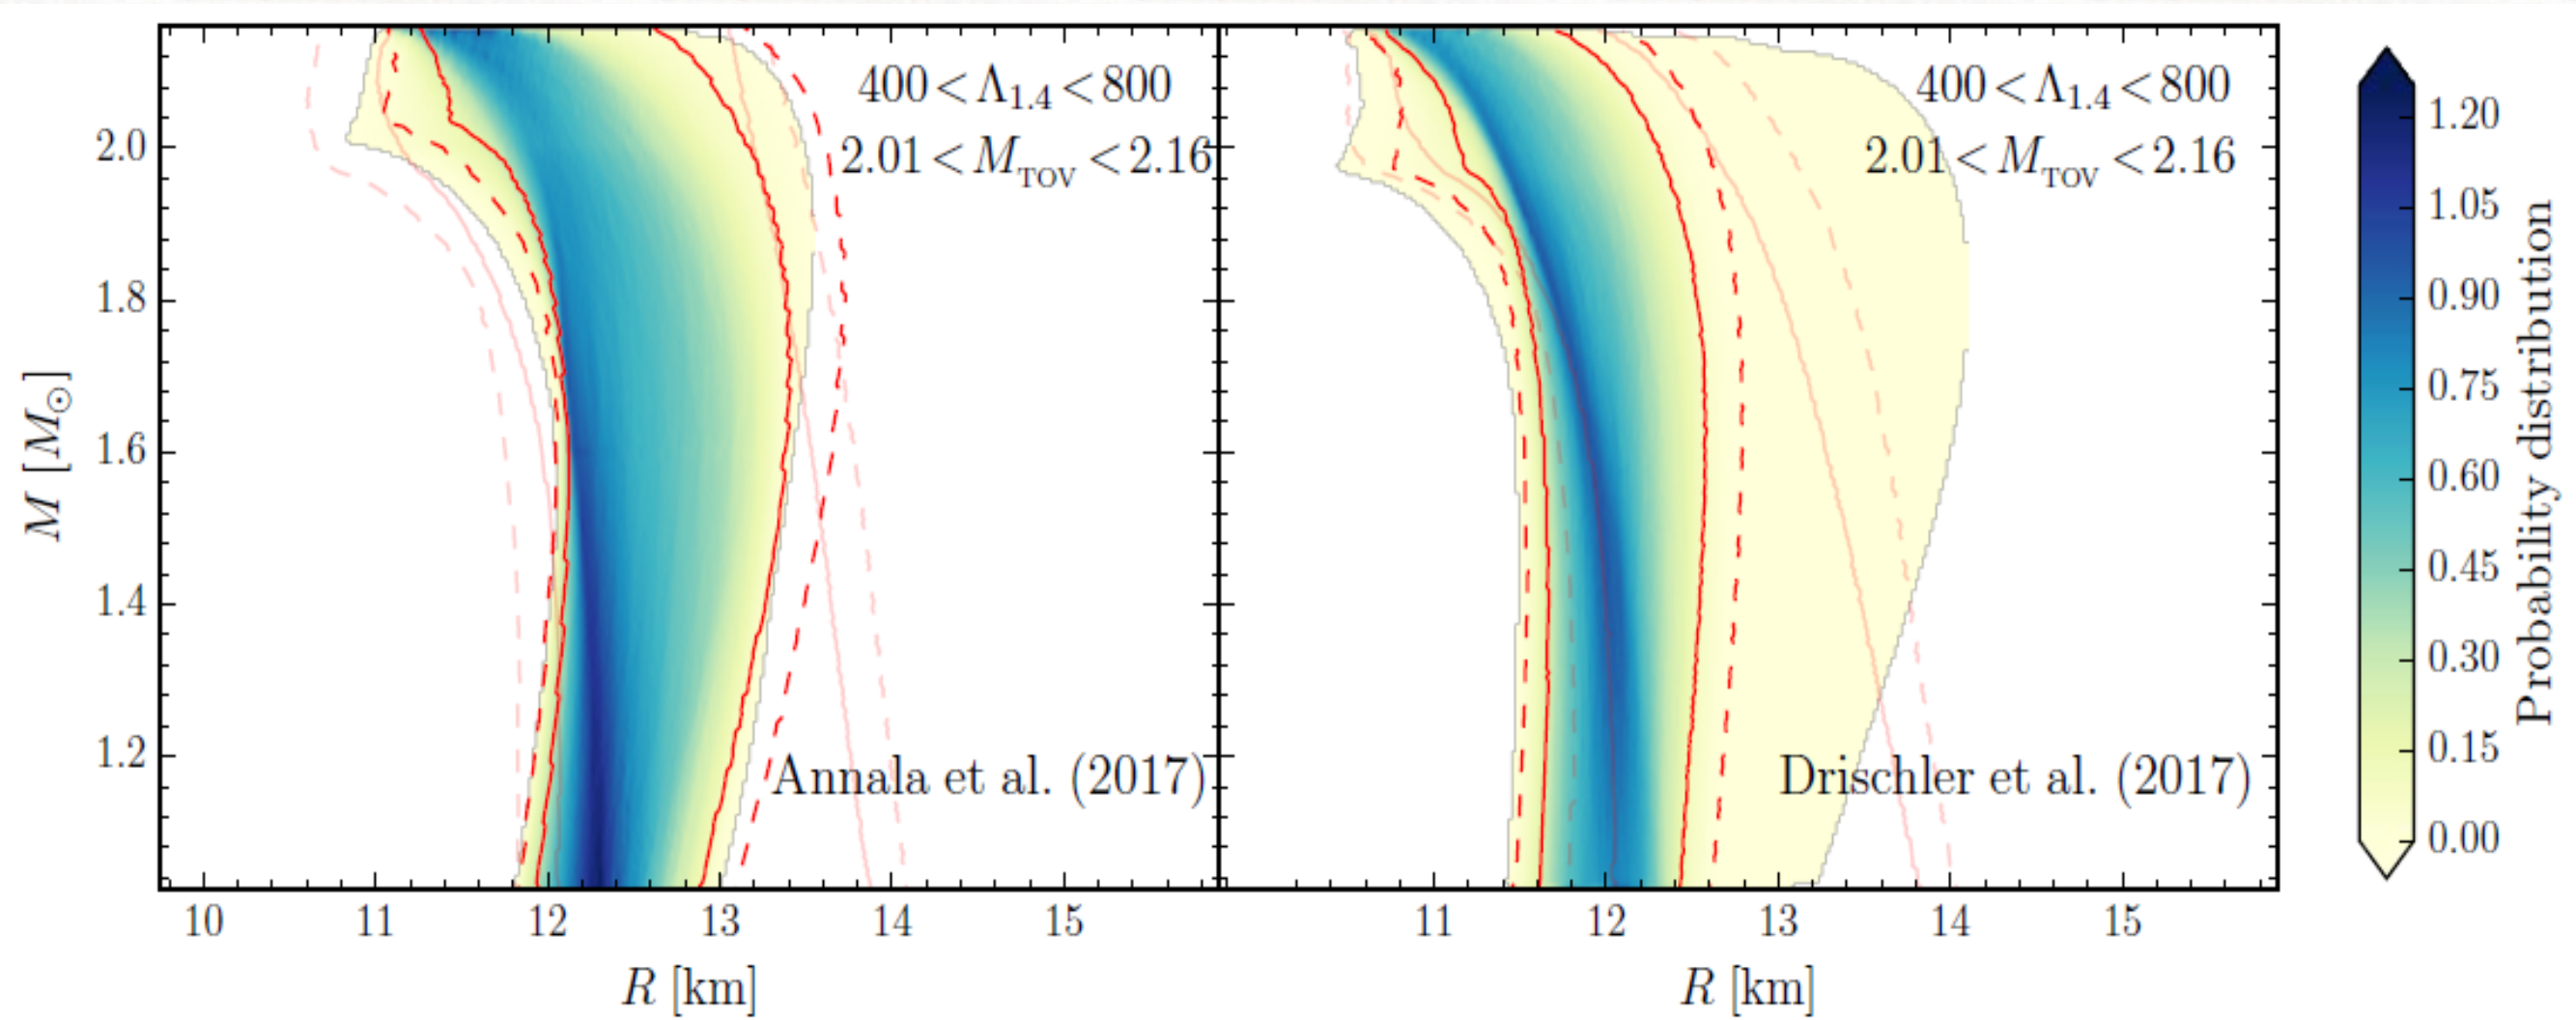 400<Λ1.4<800
2.01<MTOV<2.16
Annala et al. (2017)
400<Λ1.4<800
2.01<MTOV<2.16
Drischler et al. (2017)
M [M⊙]
2.0
1.8
1.6
1.4
1.2
10 11 12 13 14 15
R [km]
11 12 13 14 15
R [km]
1.20
1.05
0.90
0.75
0.60
0.45
0.30
0.15
0.00
Probability distribution